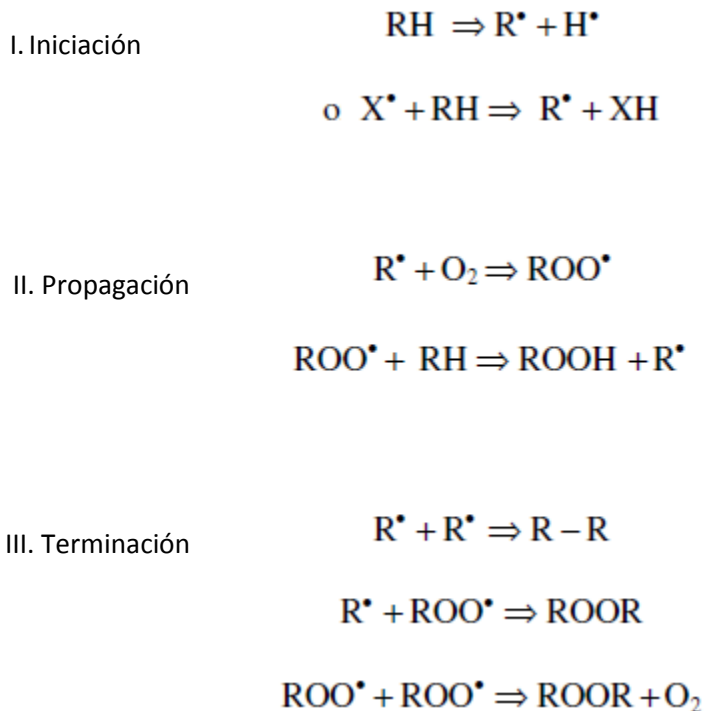 RH ⇒ R• + H•
I. Iniciación
o X• + RH ⇒ R• + XH
R• + O₂ ⇒ ROO•
II. Propagación
ROO• + RH ⇒ ROOH + R•
R• + R• ⇒ R – R
III. Terminación
R• + ROO• ⇒ ROOR
ROO• + ROO• ⇒ ROOR + O₂